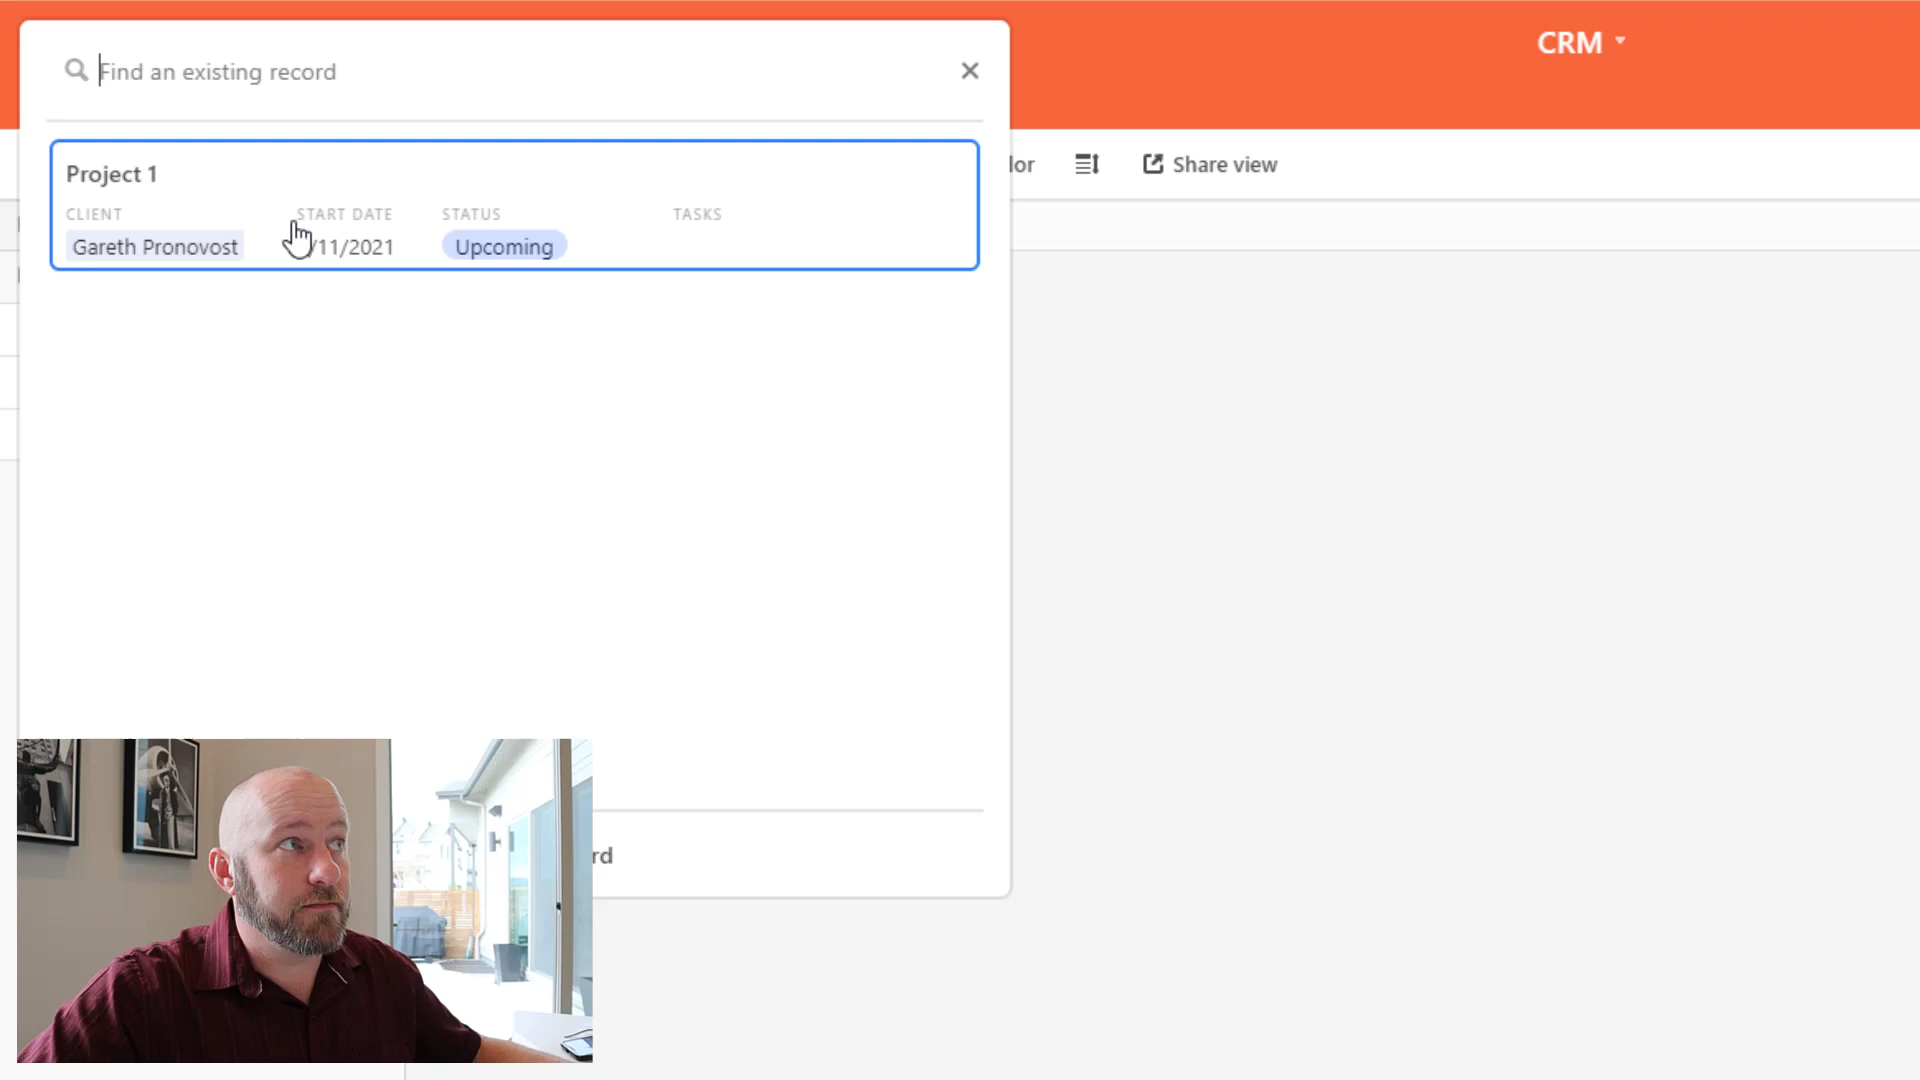 CRM
Find an existing record
Project 1
CLIENT START DATE STATUS TASKS
Gareth Pronovost /11/2021 Upcoming
lor
Share view
rd